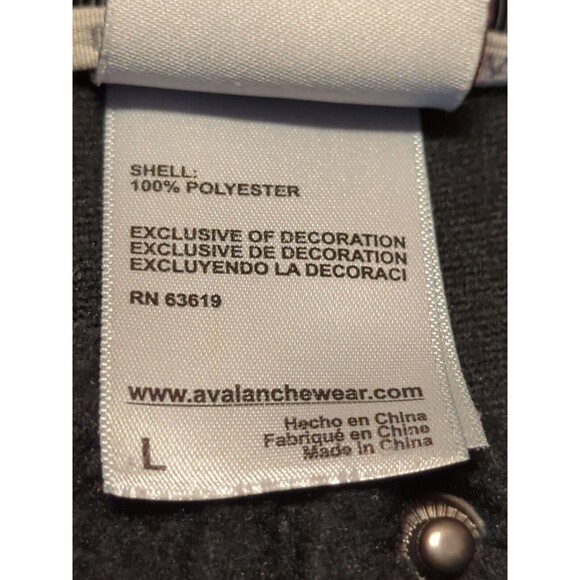 SHELL:
100% POLYESTER
EXCLUSIVE OF DECORATION
EXCLUSIVE DE DECORATION
EXCLUYENDO LA DECORACI
RN 63619
www.avalanchewear.com
Hecho en China
Fabriqué en Chine
Made in China
L